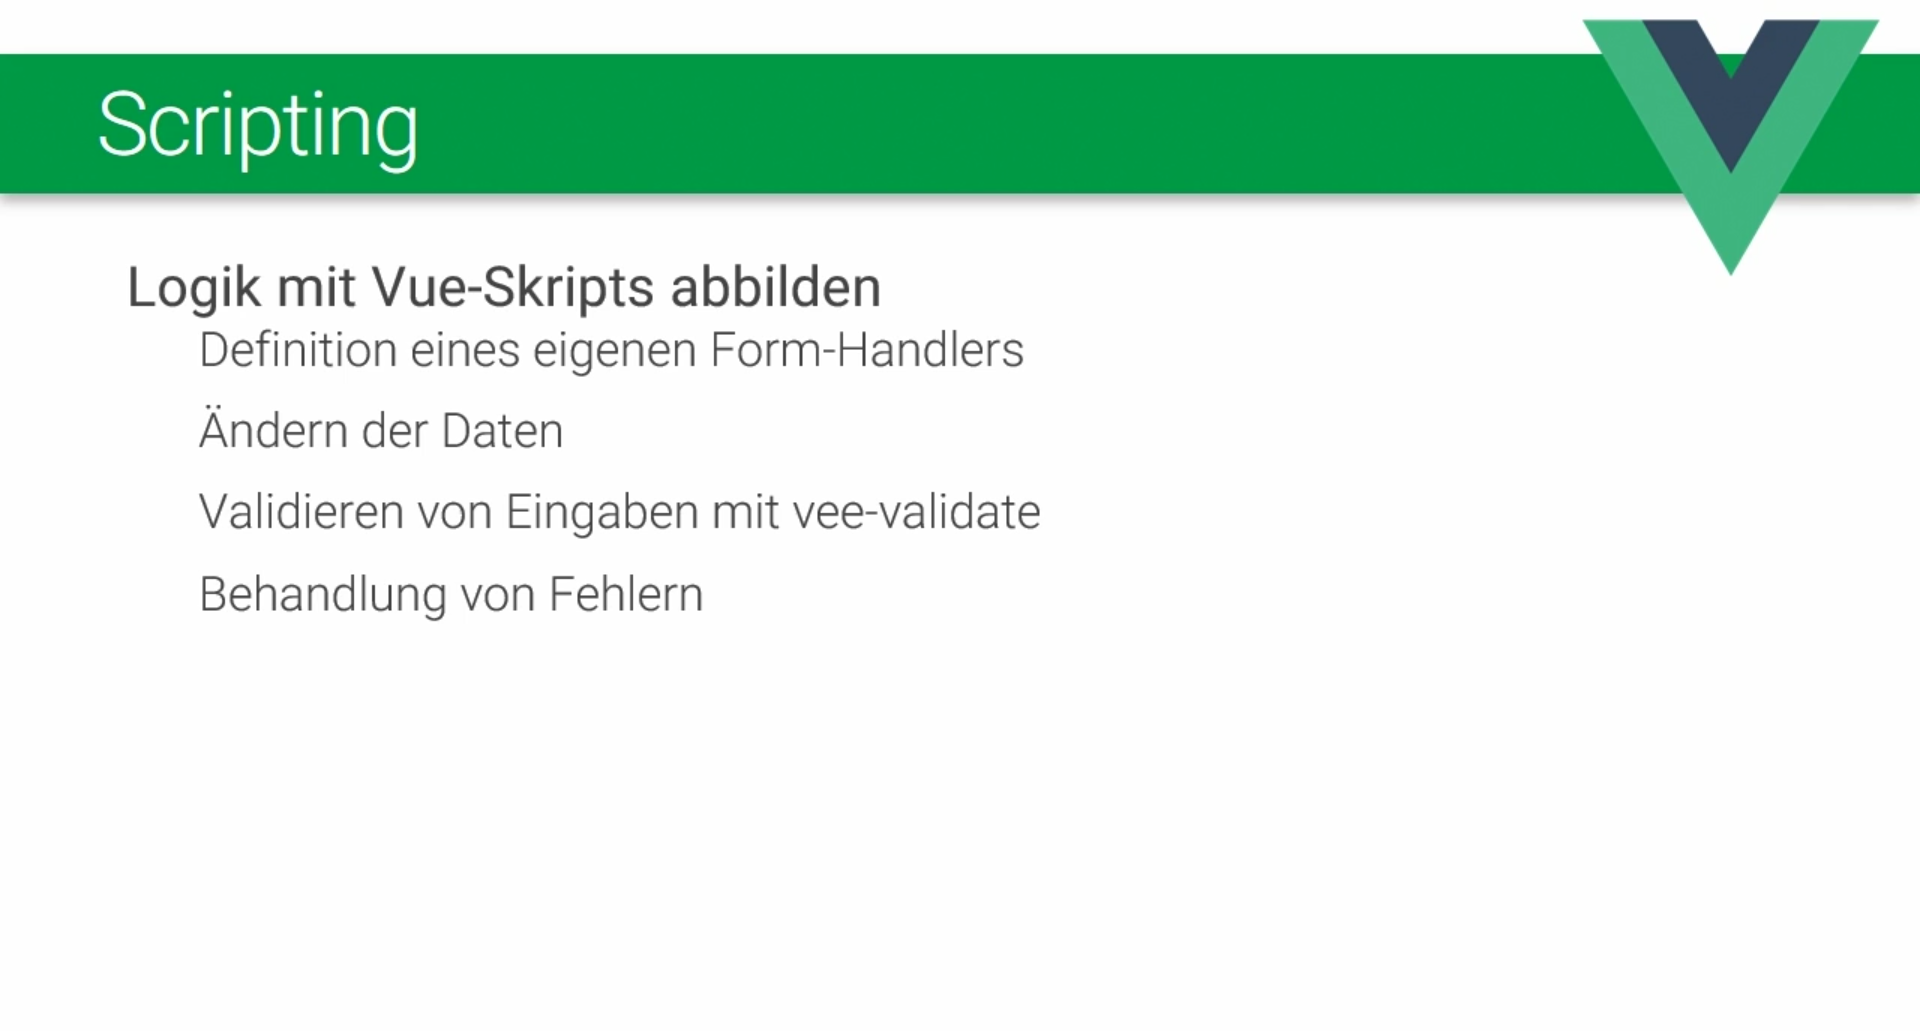 Scripting
Logik mit Vue-Skripts abbilden
Definition eines eigenen Form-Handlers
Ändern der Daten
Validieren von Eingaben mit vee-validate
Behandlung von Fehlern